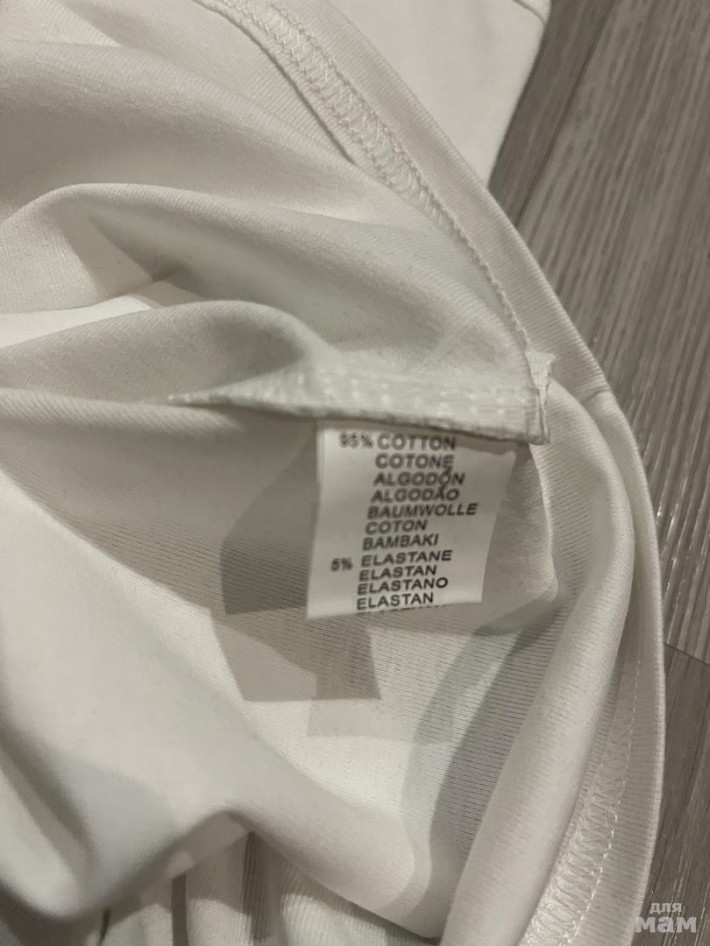 95% COTTON
COTONE
ALGODÓN
ALGODÃO
BAUMWOLLE
COTON
BAMBAKI
5% ELASTANE
ELASTAN
ELASTANO
ELASTAN
для
мам